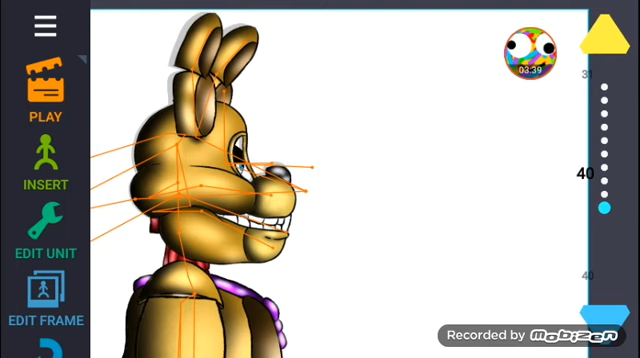 PLAY
INSERT
EDIT UNIT
EDIT FRAME
03:39
31
40
40
Recorded by Mobizen